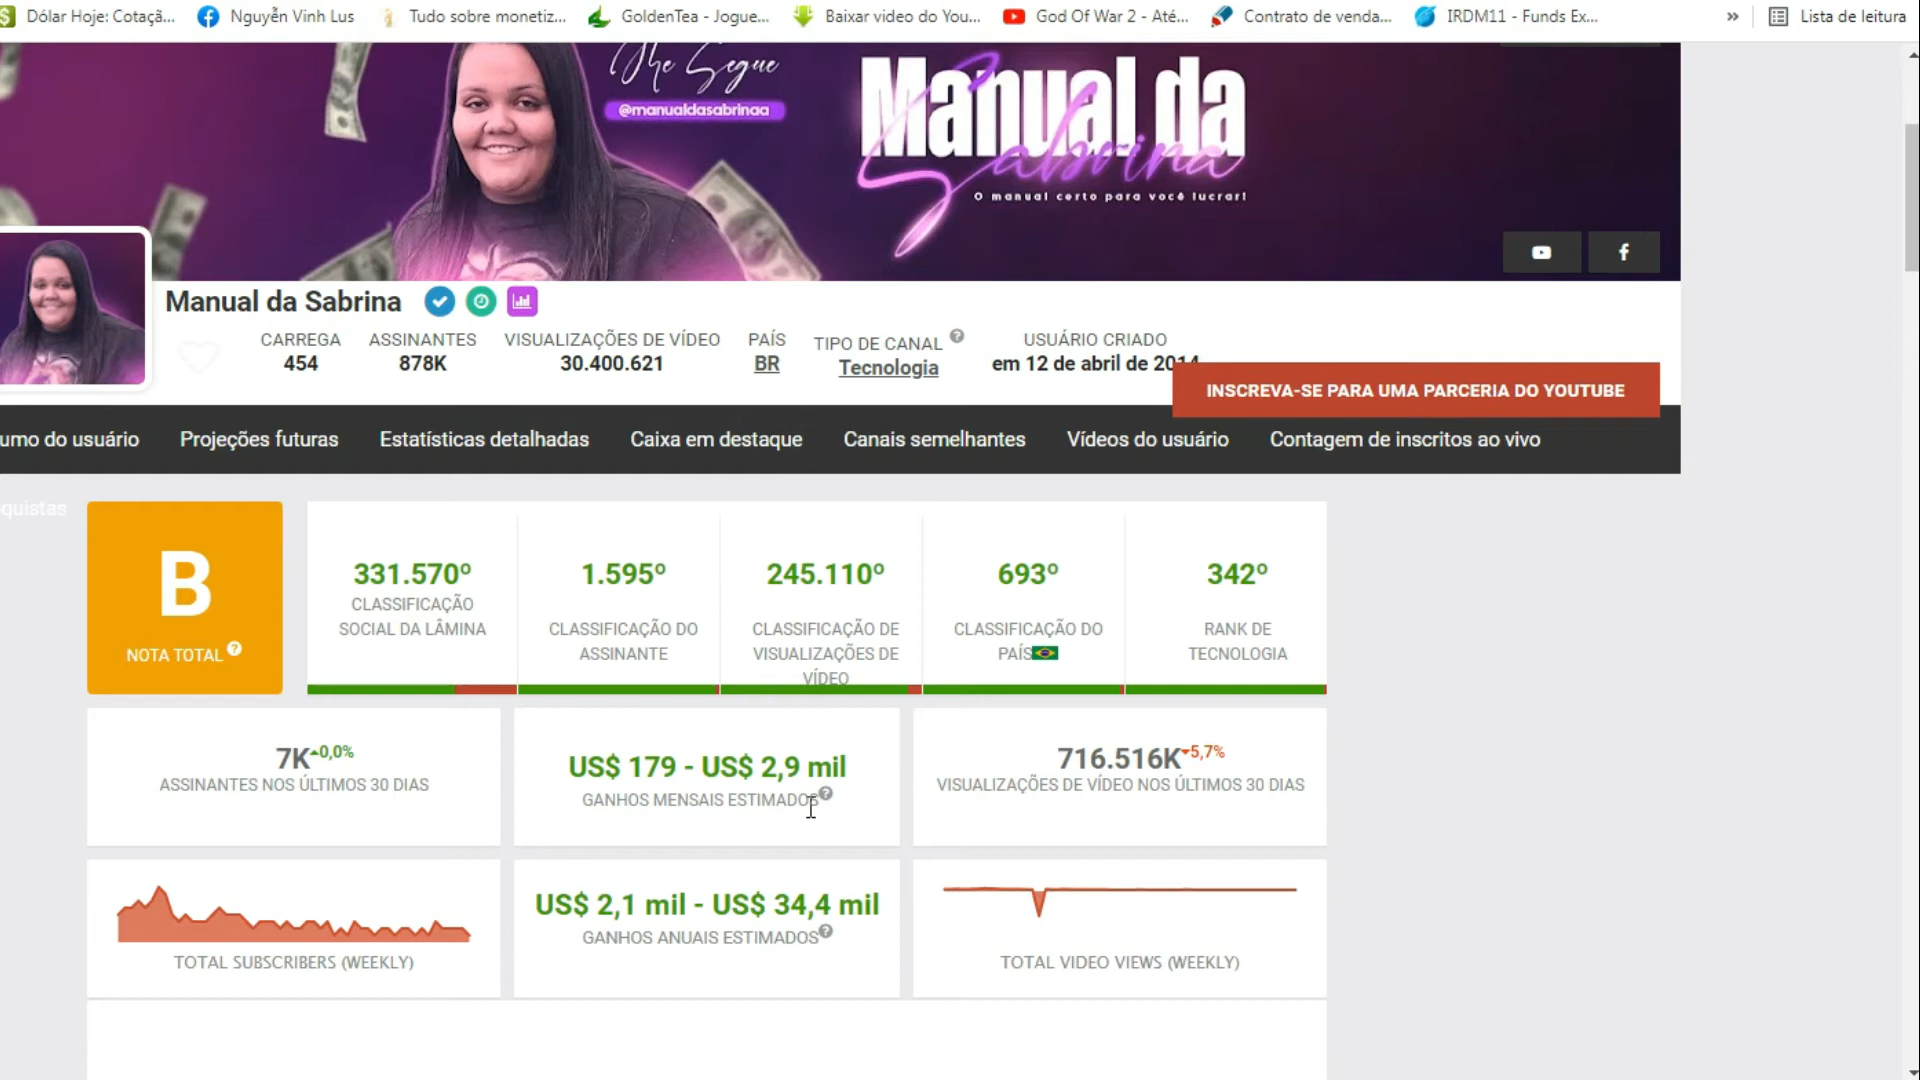 Dólar Hoje: Cotaçã...
Nguyễn Vinh Lus
Tudo sobre monetiz...
GoldenTea - Jogue...
Baixar video do You...
God Of War 2 - Até...
Contrato de venda...
IRDM11 - Funds Ex...
»
Lista de leitura
Me Segue
@manualdasabrinaa
Manual da
Sabrina
O manual certo para você lucrar!
Manual da Sabrina
CARREGA
454
ASSINANTES
878K
VISUALIZAÇÕES DE VÍDEO
30.400.621
PAÍS
BR
TIPO DE CANAL ?
Tecnologia
USUÁRIO CRIADO
em 12 de abril de 2014
INSCREVA-SE PARA UMA PARCERIA DO YOUTUBE
umo do usuário
Projeções futuras
Estatísticas detalhadas
Caixa em destaque
Canais semelhantes
Vídeos do usuário
Contagem de inscritos ao vivo
quistas
B
NOTA TOTAL ?
331.570º
CLASSIFICAÇÃO
SOCIAL DA LÂMINA
1.595º
CLASSIFICAÇÃO DO
ASSINANTE
245.110º
CLASSIFICAÇÃO DE
VISUALIZAÇÕES DE
VÍDEO
693º
CLASSIFICAÇÃO DO
PAÍS
342º
RANK DE
TECNOLOGIA
7K 0,0%
ASSINANTES NOS ÚLTIMOS 30 DIAS
US$ 179 - US$ 2,9 mil
GANHOS MENSAIS ESTIMADOS ?
716.516K 5,7%
VISUALIZAÇÕES DE VÍDEO NOS ÚLTIMOS 30 DIAS
TOTAL SUBSCRIBERS (WEEKLY)
US$ 2,1 mil - US$ 34,4 mil
GANHOS ANUAIS ESTIMADOS ?
TOTAL VIDEO VIEWS (WEEKLY)